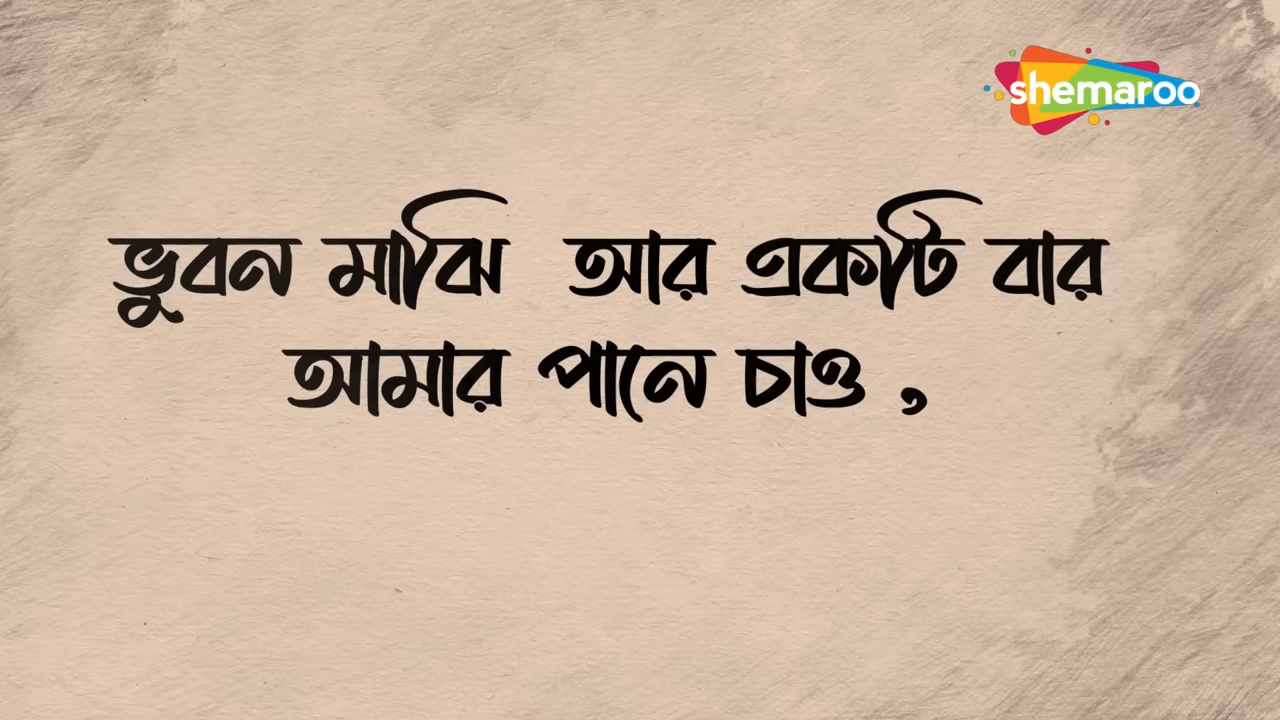 shemaroo
ভুবন মাঝি আর একটি বার
আমার পানে চাও ,